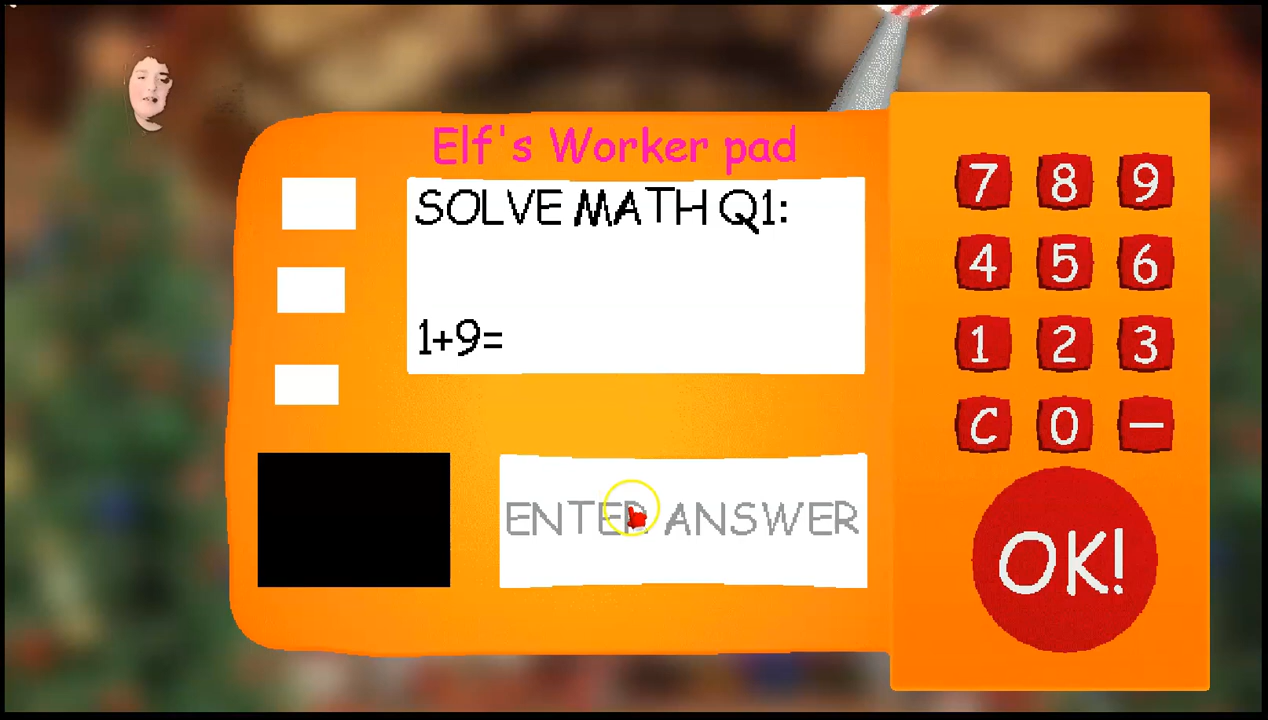 Elf's Worker pad
SOLVE MATH Q1:
1+9=
ENTER ANSWER
7 8 9
4 5 6
1 2 3
C 0 —
OK!